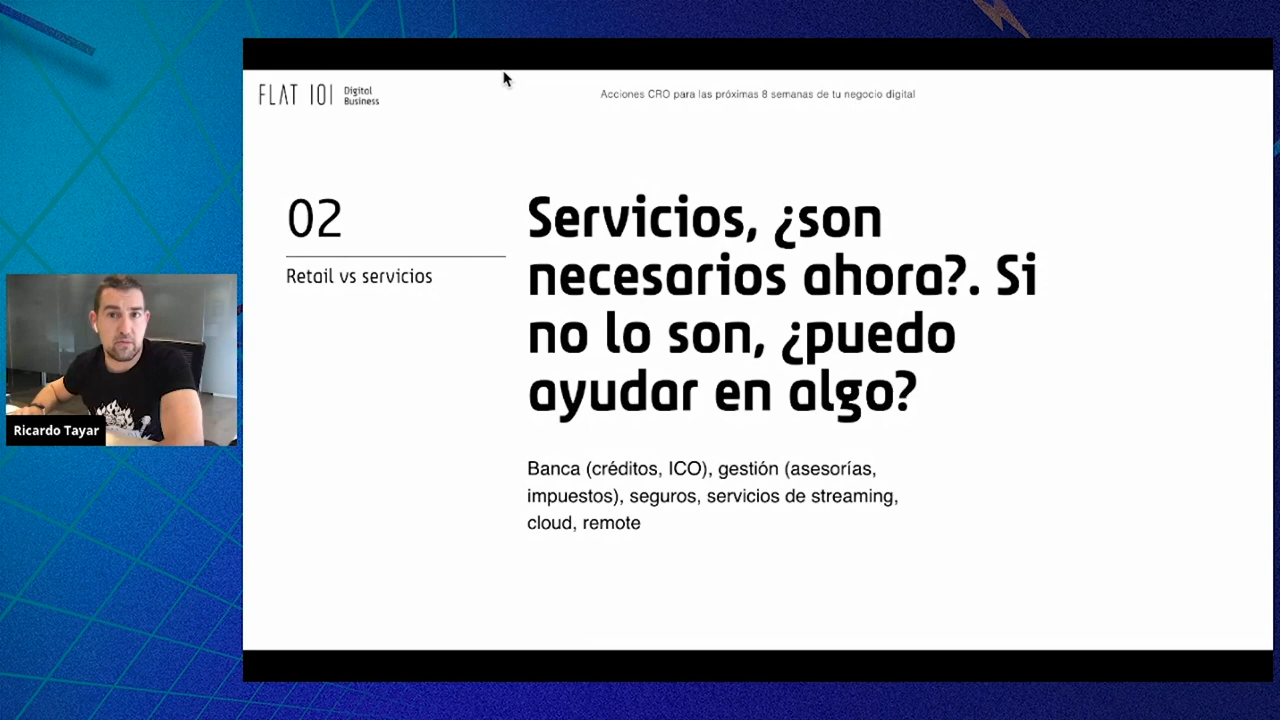 FLAT 101 Digital
Business
Acciones CRO para las próximas 8 semanas de tu negocio digital
02
Retail vs servicios
Servicios, ¿son
necesarios ahora?. Si
no lo son, ¿puedo
ayudar en algo?
Banca (créditos, ICO), gestión (asesorías,
impuestos), seguros, servicios de streaming,
cloud, remote
Ricardo Tayar